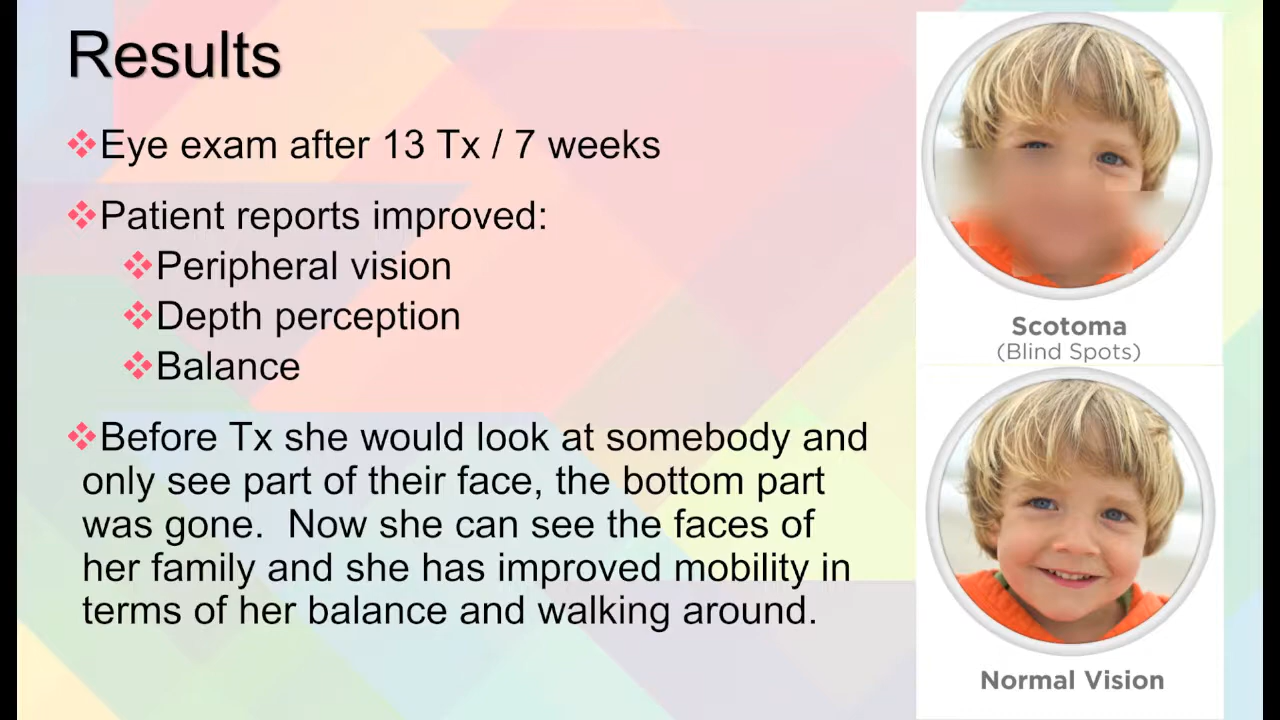 Results
❖Eye exam after 13 Tx / 7 weeks
❖Patient reports improved:
❖Peripheral vision
❖Depth perception
❖Balance
❖Before Tx she would look at somebody and
only see part of their face, the bottom part
was gone.  Now she can see the faces of
her family and she has improved mobility in
terms of her balance and walking around.
Scotoma
(Blind Spots)
Normal Vision